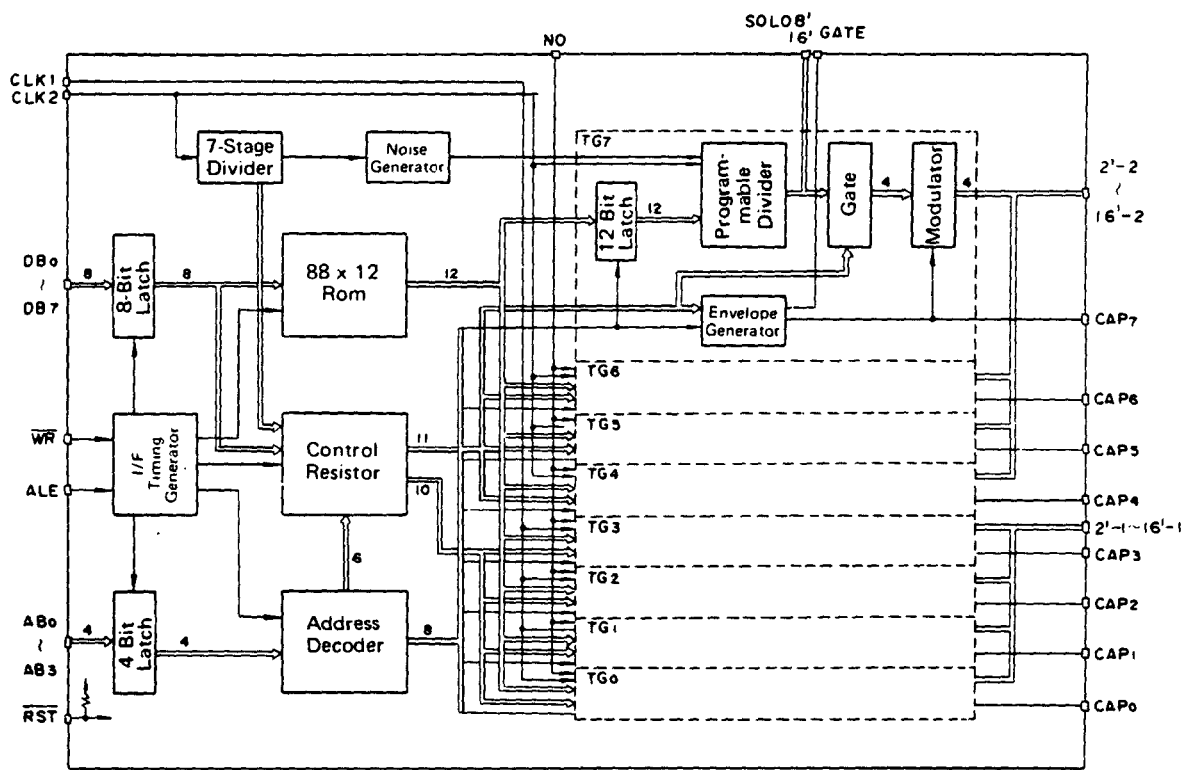 SOLO8'
16' GATE
NO
CLK1
CLK2
7-Stage
Divider
Noise
Generator
TG7
Program-
mable
Divider
Gate
4
Modulator
4
2'-2
~
16'-2
12 Bit
Latch
12
DB0
~
DB7
8
8-Bit
Latch
8
88 x 12
Rom
12
Envelope
Generator
CAP7
TG6
CAP6
WR
ALE
I/F
Timing
Generator
Control
Resistor
11
10
TG5
CAP5
TG4
CAP4
TG3
2'-1~16'-1
CAP3
6
TG2
CAP2
AB0
~
AB3
4
4 Bit
Latch
4
Address
Decoder
8
TG1
CAP1
TG0
CAP0
RST